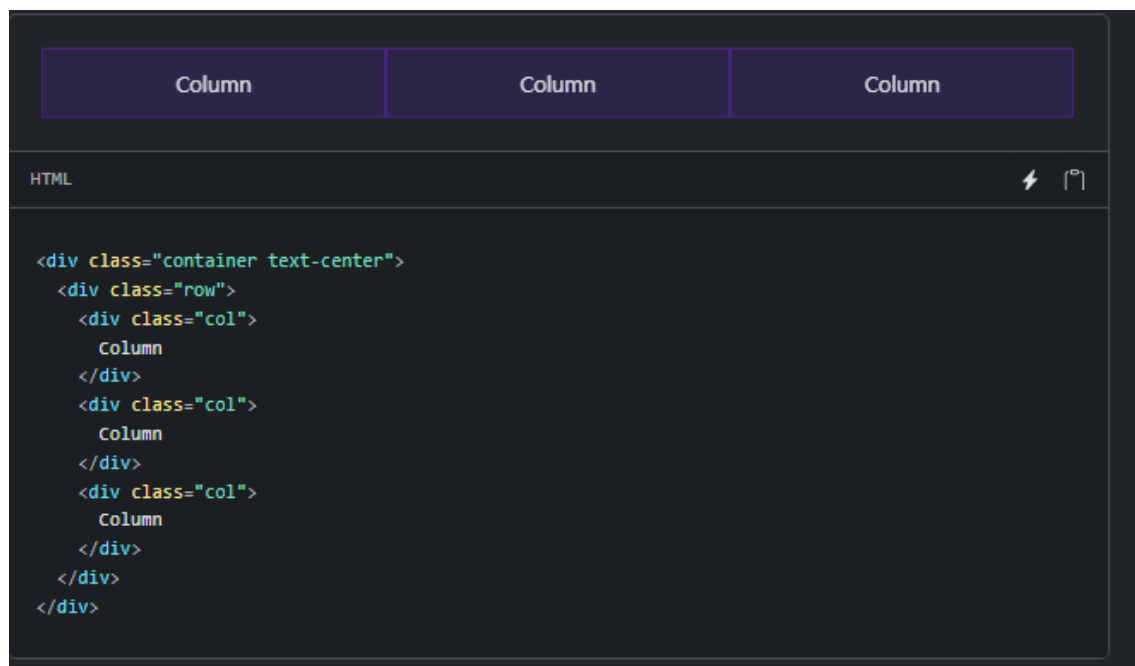 Column Column Column
HTML
<div class="container text-center">
  <div class="row">
    <div class="col">
      Column
    </div>
    <div class="col">
      Column
    </div>
    <div class="col">
      Column
    </div>
  </div>
</div>